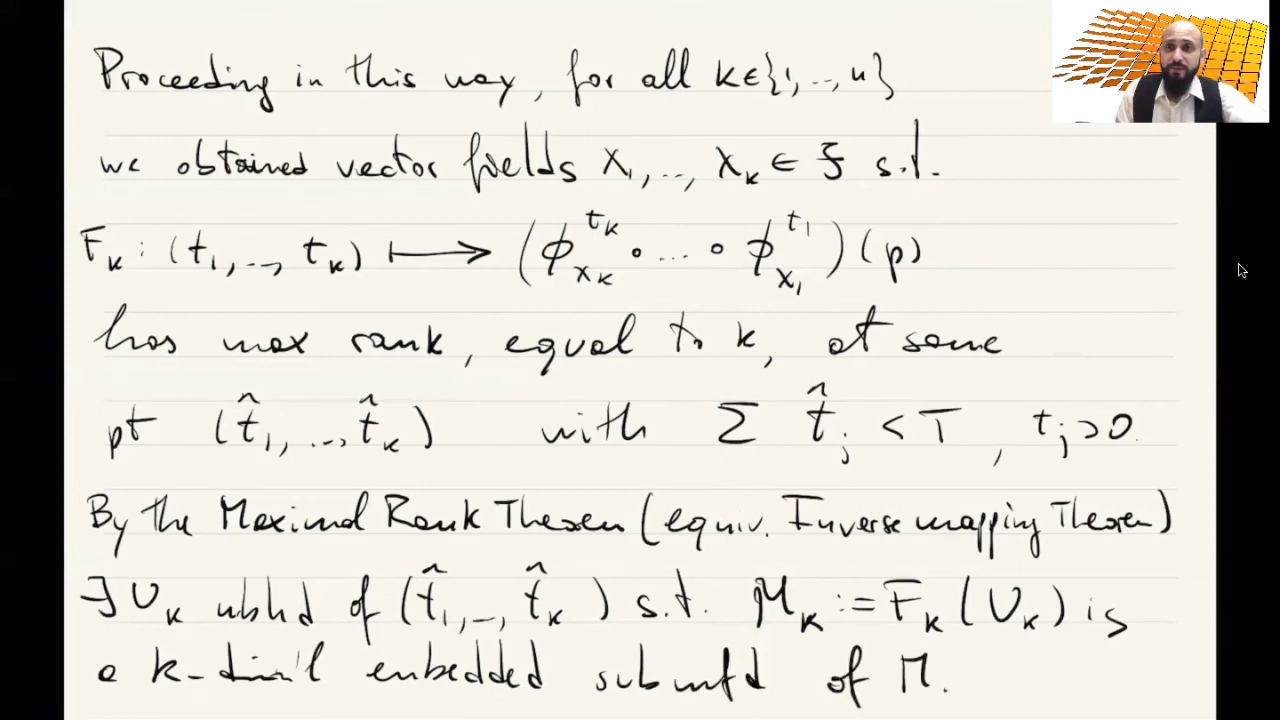 Proceeding in this way, for all k∈{1,..,n}
we obtained vector fields X₁,.., Xₖ ∈ ℱ s.t.
Fₖ : (t₁,.., tₖ) ⟼ (ϕ_{Xₖ}^{tₖ} ∘ ... ∘ ϕ_{X₁}^{t₁})(p)
has max rank, equal to k, at some
pt (t̂₁,...,t̂ₖ) with Σ t̂ⱼ < T, tⱼ>0.
By the Maximal Rank Theorem (equiv. Inverse mapping Theorem)
∃ Uₖ nbhd of (t̂₁,..,t̂ₖ) s.t. Mₖ := Fₖ(Uₖ) is
a k-dim'l embedded submfd of M.